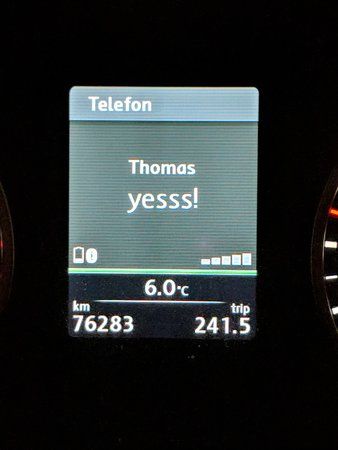 Telefon
Thomas
yesss!
6.0°C
km trip
76283 241.5